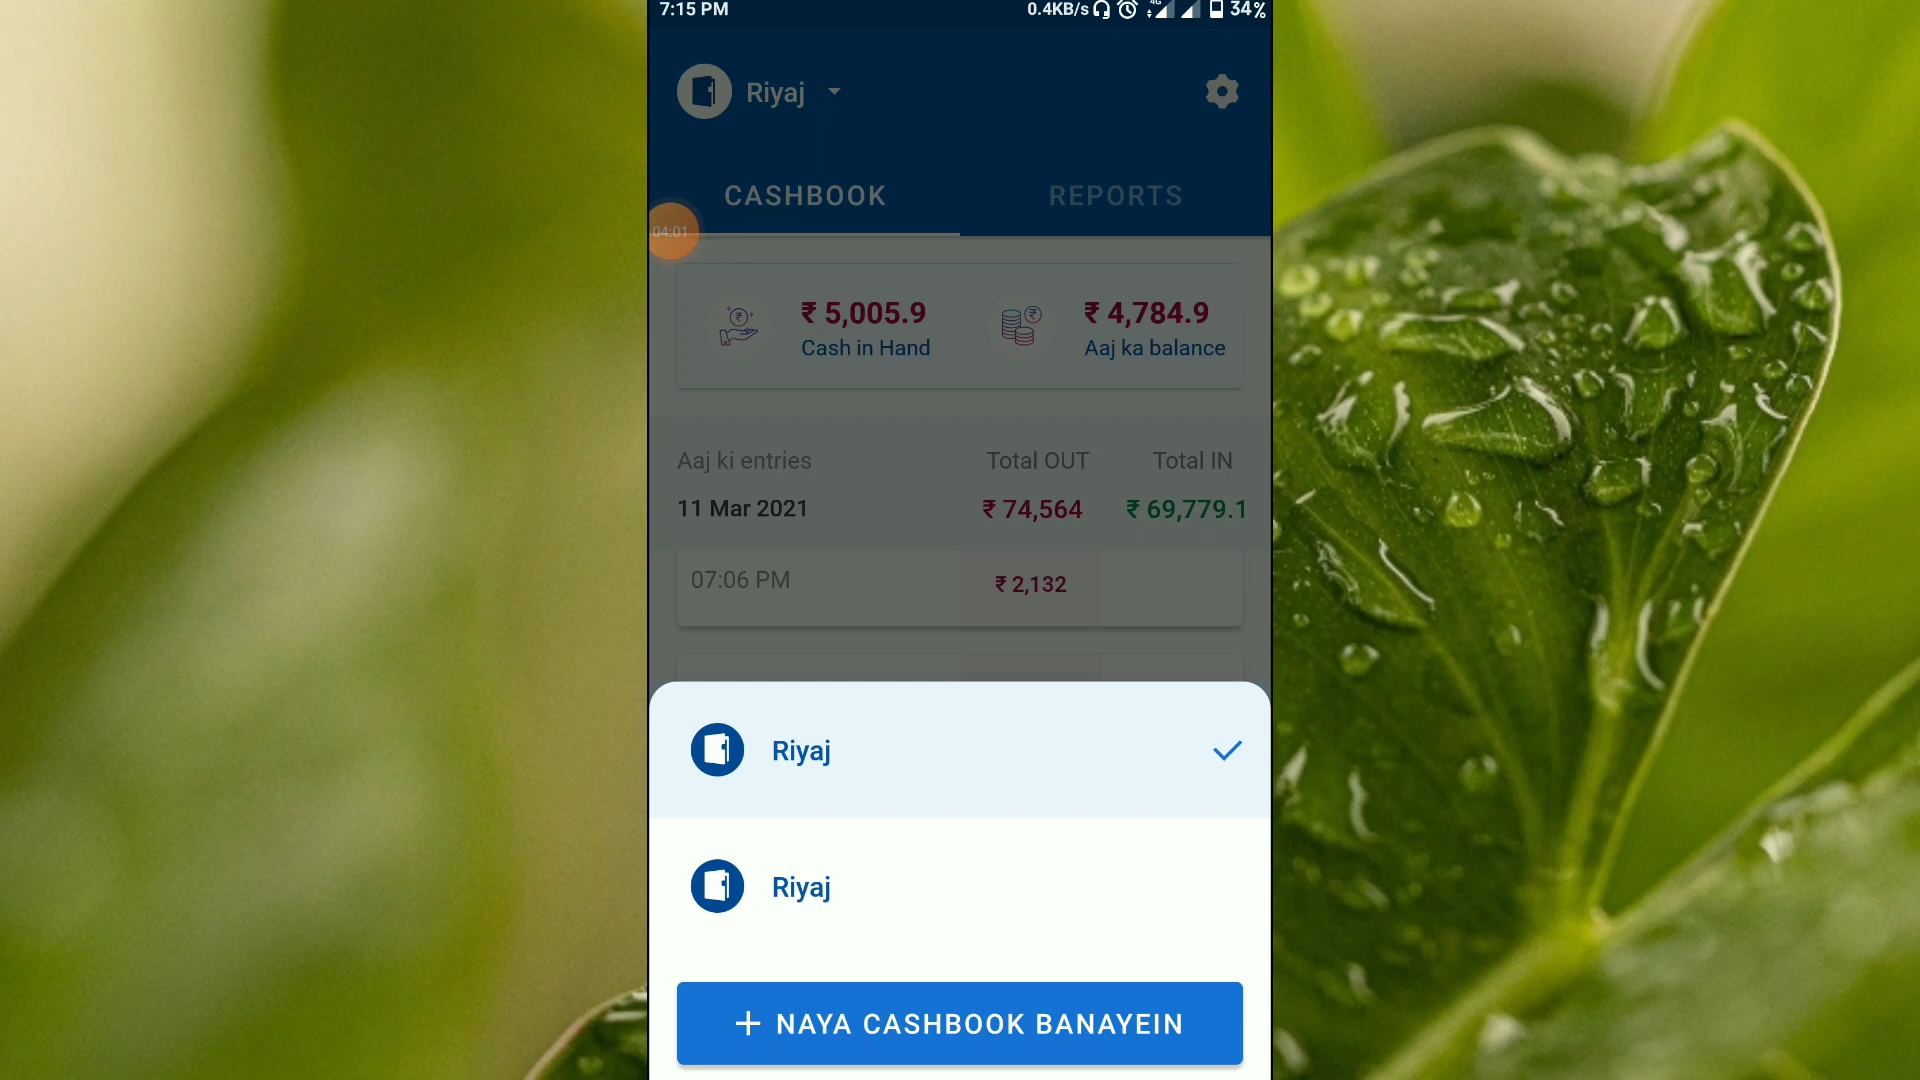 7:15 PM 0.4KB/s 4G 34%
Riyaj
CASHBOOK REPORTS
04:01
₹ 5,005.9 ₹ 4,784.9
Cash in Hand Aaj ka balance
Aaj ki entries Total OUT Total IN
11 Mar 2021 ₹ 74,564 ₹ 69,779.1
07:06 PM ₹ 2,132
Riyaj
Riyaj
+ NAYA CASHBOOK BANAYEIN